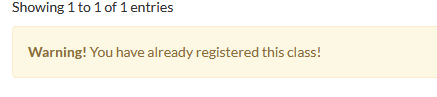 Showing 1 to 1 of 1 entries
Warning! You have already registered this class!